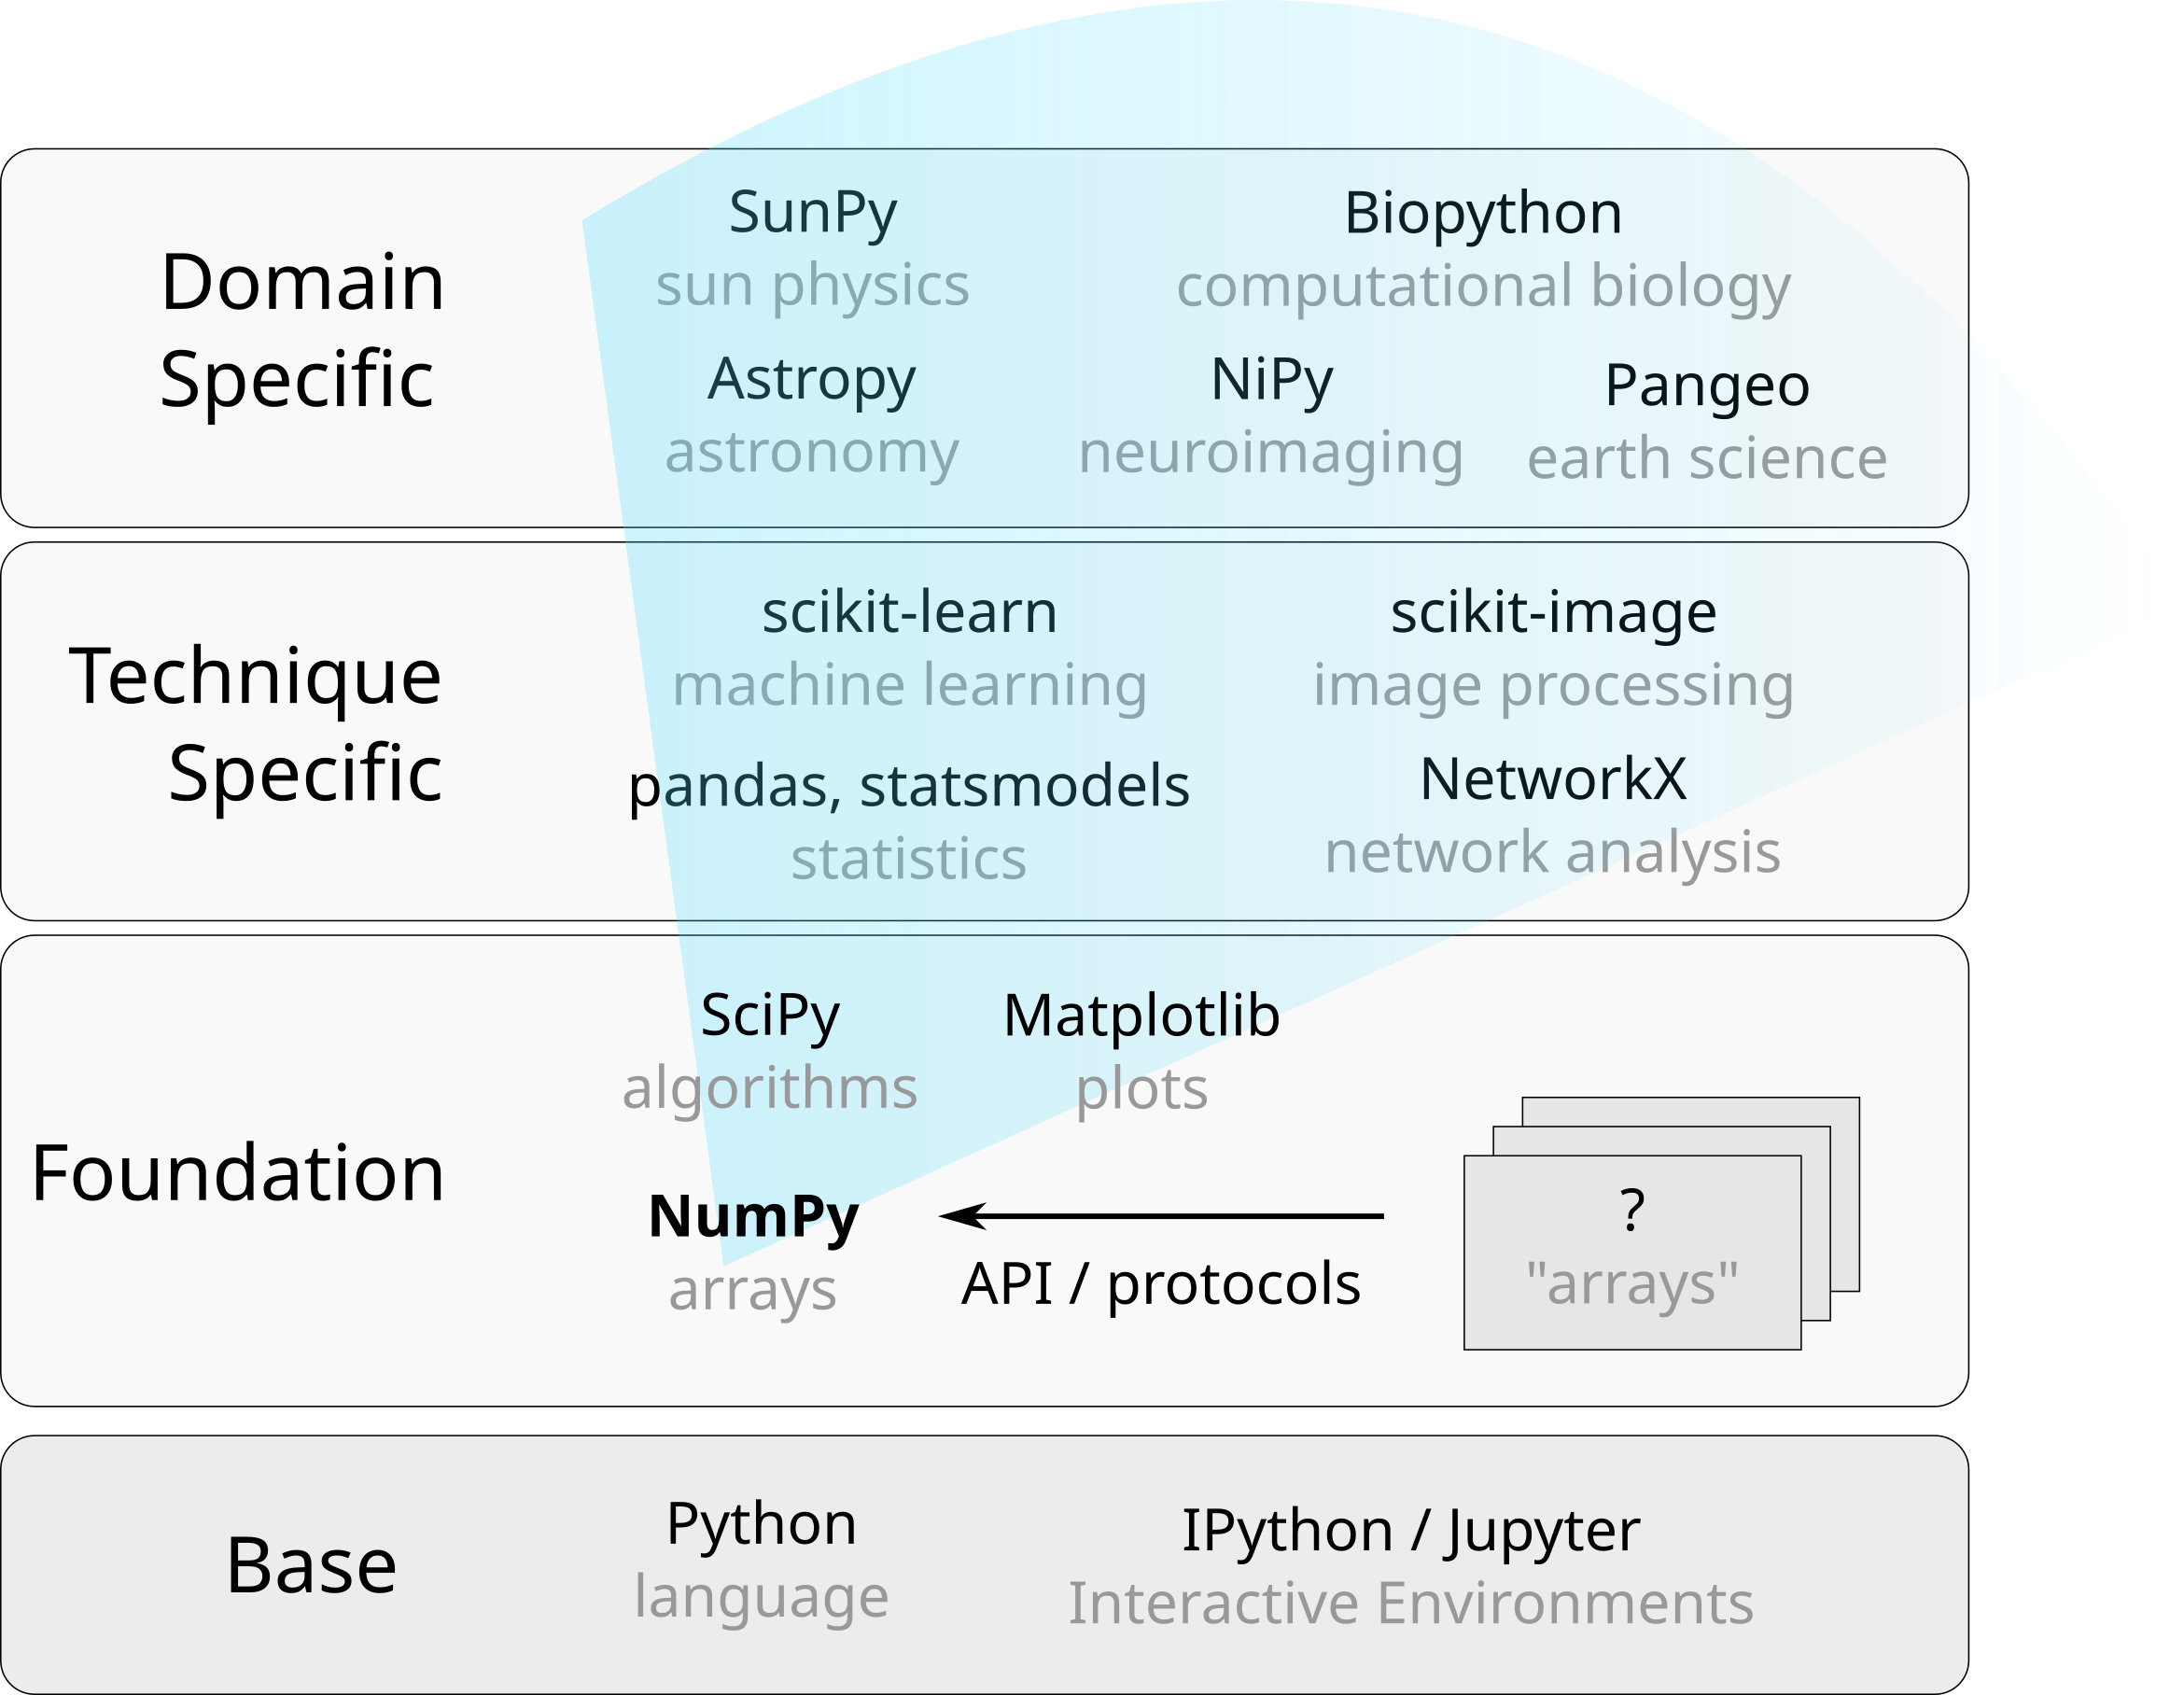 Domain
Specific
SunPy
sun physics
Biopython
computational biology
Astropy
astronomy
NiPy
neuroimaging
Pangeo
earth science
Technique
Specific
scikit-learn
machine learning
scikit-image
image processing
pandas, statsmodels
statistics
NetworkX
network analysis
Foundation
SciPy
algorithms
Matplotlib
plots
NumPy
arrays
API / protocols
?
"arrays"
Base
Python
language
IPython / Jupyter
Interactive Environments